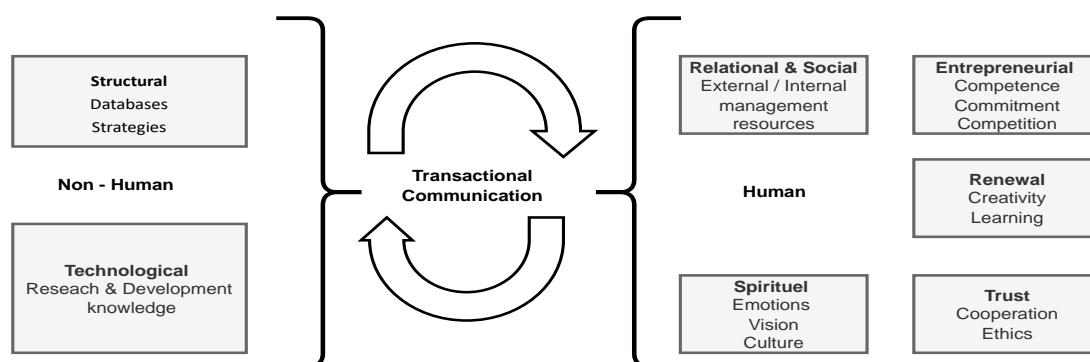 Structural
Databases
Strategies
Non - Human
Technological
Reseach & Development
knowledge
Transactional
Communication
Relational & Social
External / Internal
management
resources
Human
Spirituel
Emotions
Vision
Culture
Entrepreneurial
Competence
Commitment
Competition
Renewal
Creativity
Learning
Trust
Cooperation
Ethics